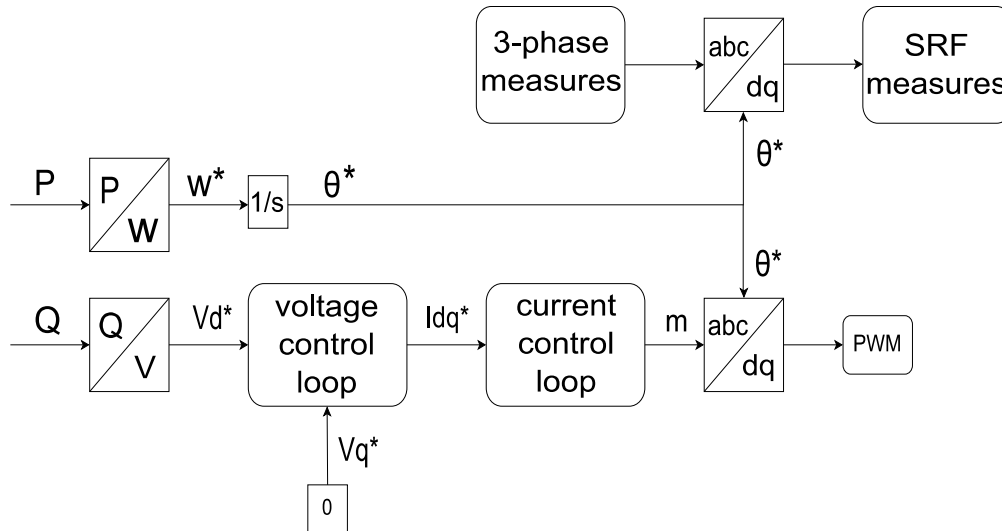 3-phase
measures
abc
dq
SRF
measures
θ*
P
P
W
w*
1/s
θ*
θ*
Q
Q
V
Vd*
voltage
control
loop
Idq*
current
control
loop
m
abc
dq
PWM
Vq*
0